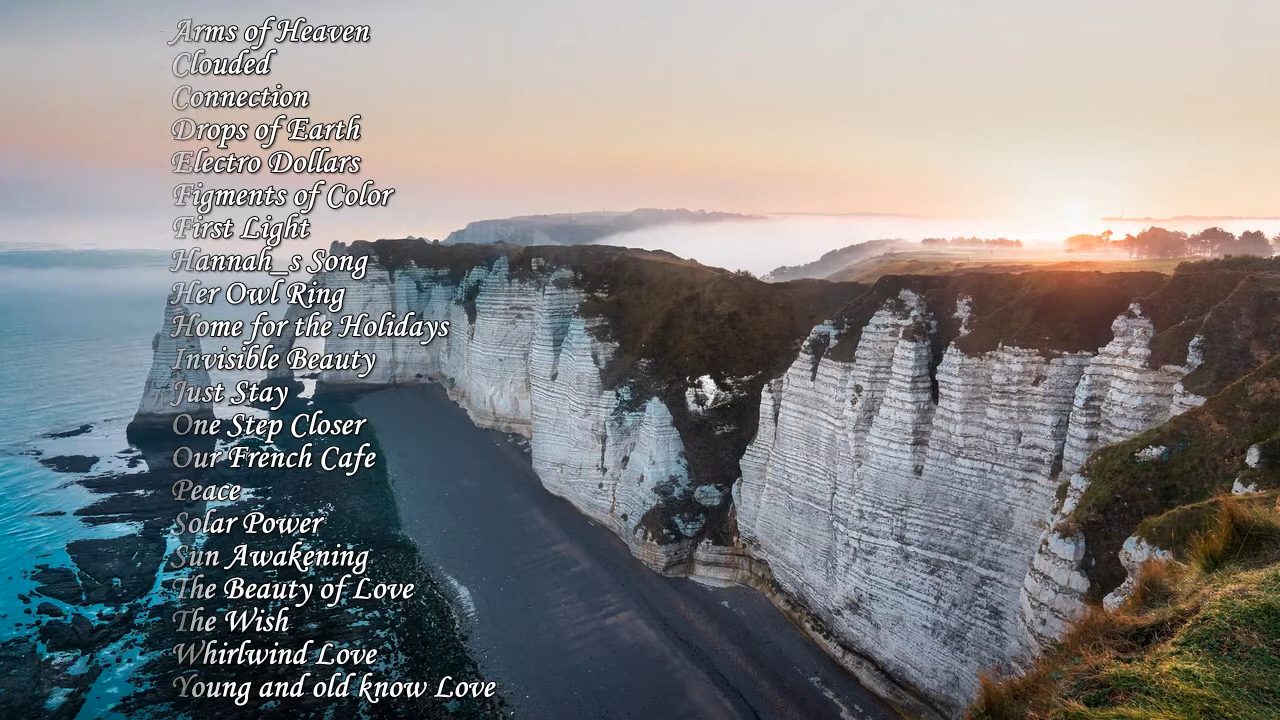 Arms of Heaven
Clouded
Connection
Drops of Earth
Electro Dollars
Figments of Color
First Light
Hannah_s Song
Her Owl Ring
Home for the Holidays
Invisible Beauty
Just Stay
One Step Closer
Our French Cafe
Peace
Solar Power
Sun Awakening
The Beauty of Love
The Wish
Whirlwind Love
Young and old know Love